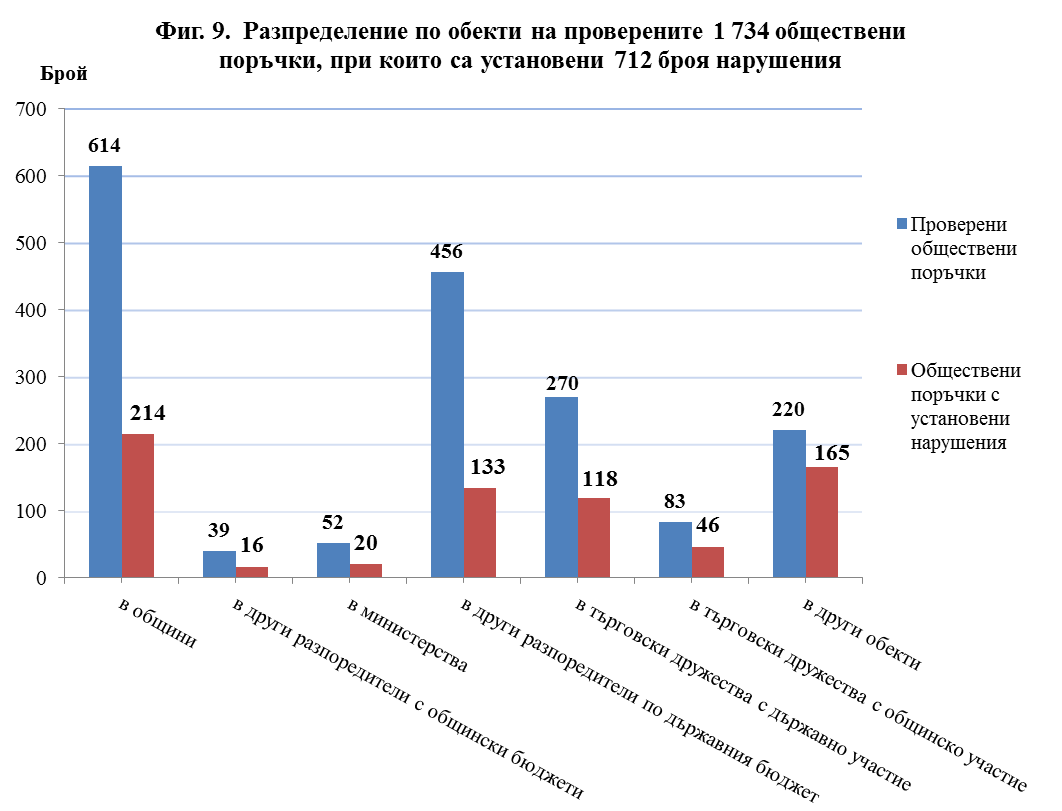 Фиг. 9. Разпределение по обекти на проверените 1 734 обществени
поръчки, при които са установени 712 броя нарушения
Брой
700
600
500
400
300
200
100
0
614
214
39
16
52
20
456
133
270
118
83
46
220
165
в общини
в други разпоредители с общински бюджети
в министерства
в други разпоредители по държавния бюджет
в търговски дружества с държавно участие
в търговски дружества с общинско участие
в други обекти
Проверени
обществени
поръчки
Обществени
поръчки с
установени
нарушения